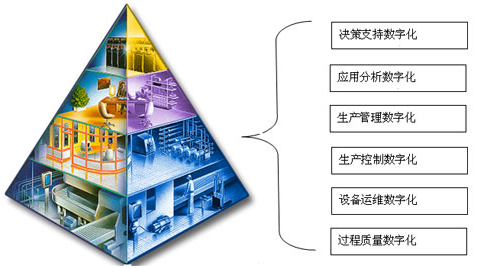 决策支持数字化
应用分析数字化
生产管理数字化
生产控制数字化
设备运维数字化
过程质量数字化